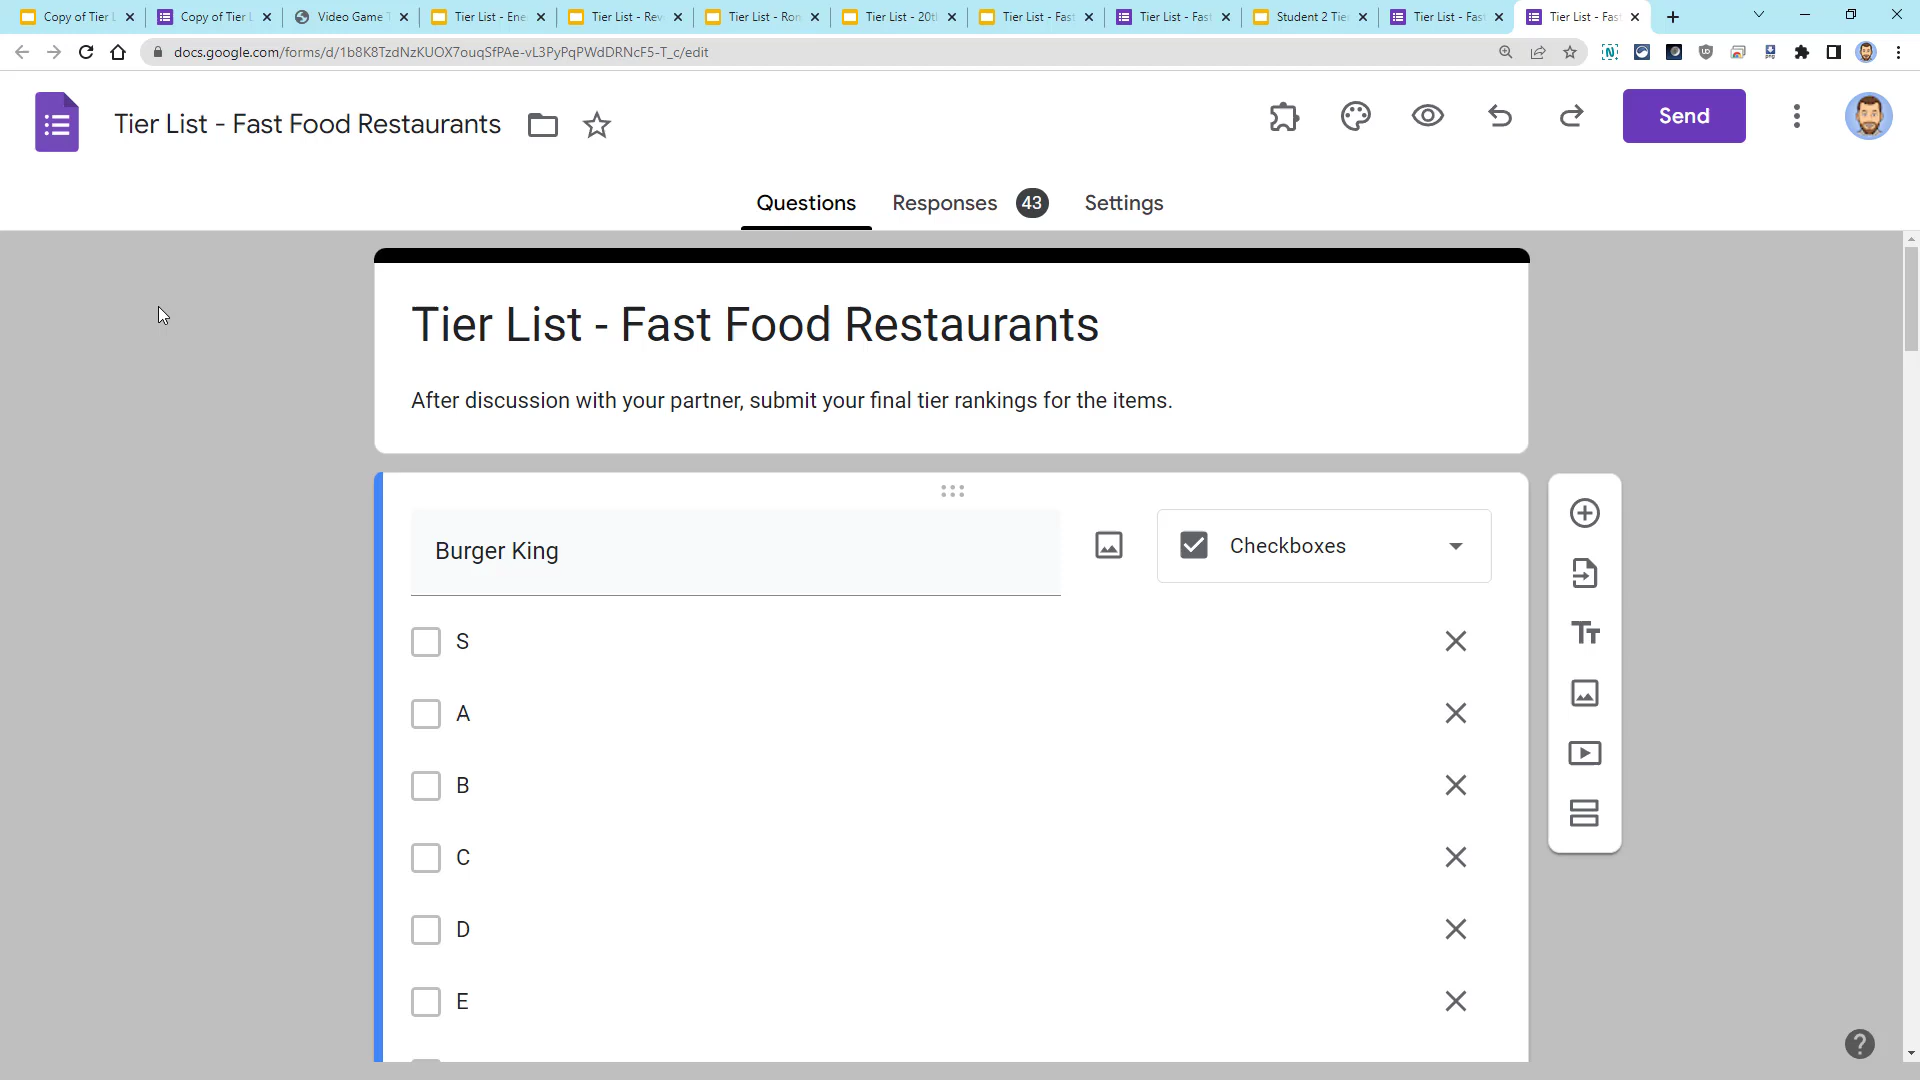 Copy of Tier L
Copy of Tier L
Video Game T
Tier List - Ene
Tier List - Rev
Tier List - Rom
Tier List - 20th
Tier List - Fast
Tier List - Fast
Student 2 Tier
Tier List - Fast
Tier List - Fast
docs.google.com/forms/d/1b8K8TzdNzKUOX7ouqSfPAe-vL3PyPqPWdDRNcF5-T_c/edit
Tier List - Fast Food Restaurants
Send
Questions
Responses
43
Settings
Tier List - Fast Food Restaurants
After discussion with your partner, submit your final tier rankings for the items.
Burger King
Checkboxes
S
A
B
C
D
E